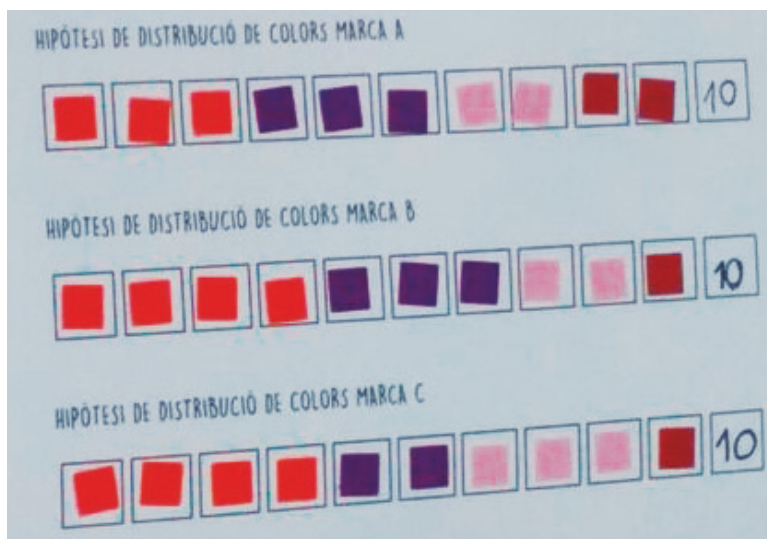 HIPÒTESI DE DISTRIBUCIÓ DE COLORS MARCA A
10
HIPÒTESI DE DISTRIBUCIÓ DE COLORS MARCA B
10
HIPÒTESI DE DISTRIBUCIÓ DE COLORS MARCA C
10